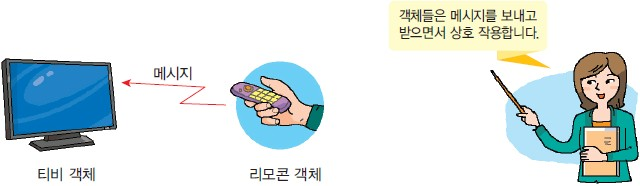 객체들은 메시지를 보내고
받으면서 상호 작용합니다.
메시지
티비 객체
리모콘 객체